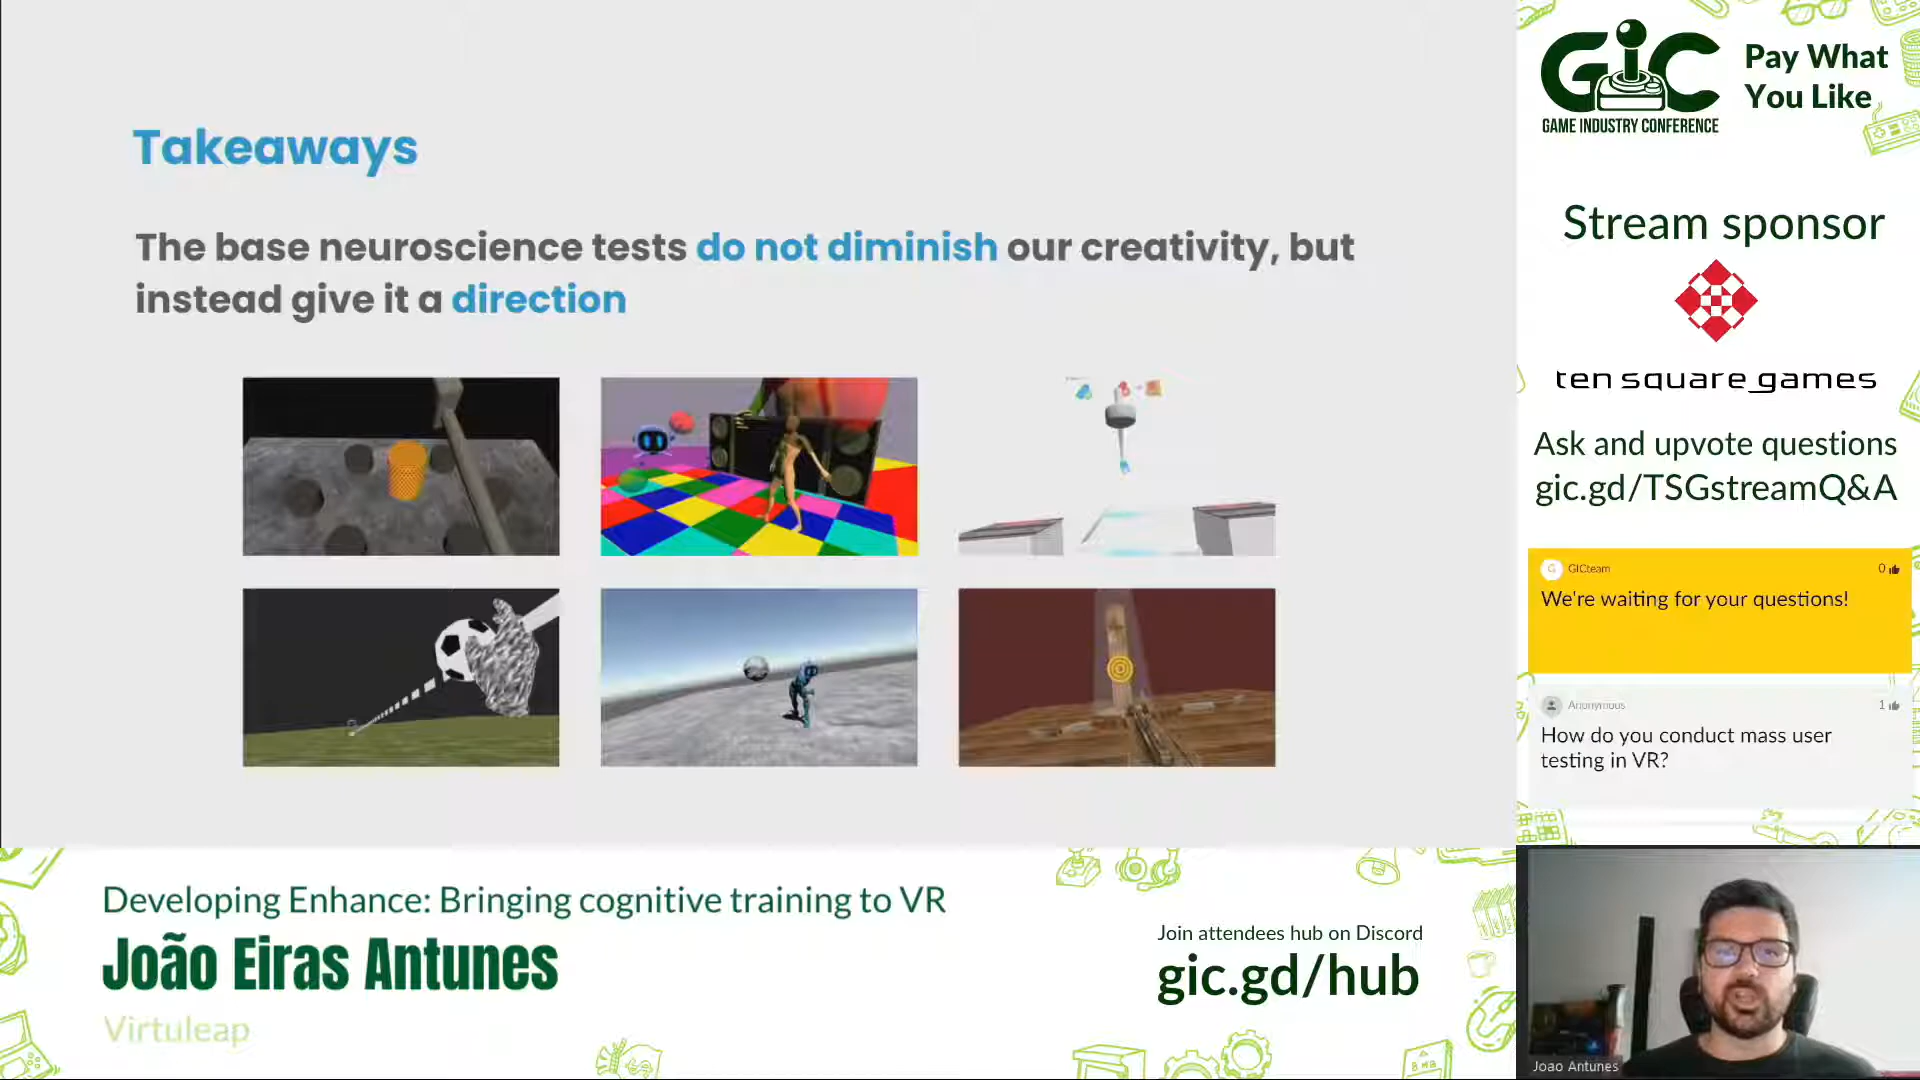 Takeaways
The base neuroscience tests do not diminish our creativity, but
instead give it a direction
GIC
GAME INDUSTRY CONFERENCE
Pay What
You Like
Stream sponsor
ten square games
Ask and upvote questions
gic.gd/TSGstreamQ&A
G
GICteam
0
We're waiting for your questions!
Anonymous
1
How do you conduct mass user
testing in VR?
Developing Enhance: Bringing cognitive training to VR
João Eiras Antunes
Virtuleap
Join attendees hub on Discord
gic.gd/hub
Joao Antunes